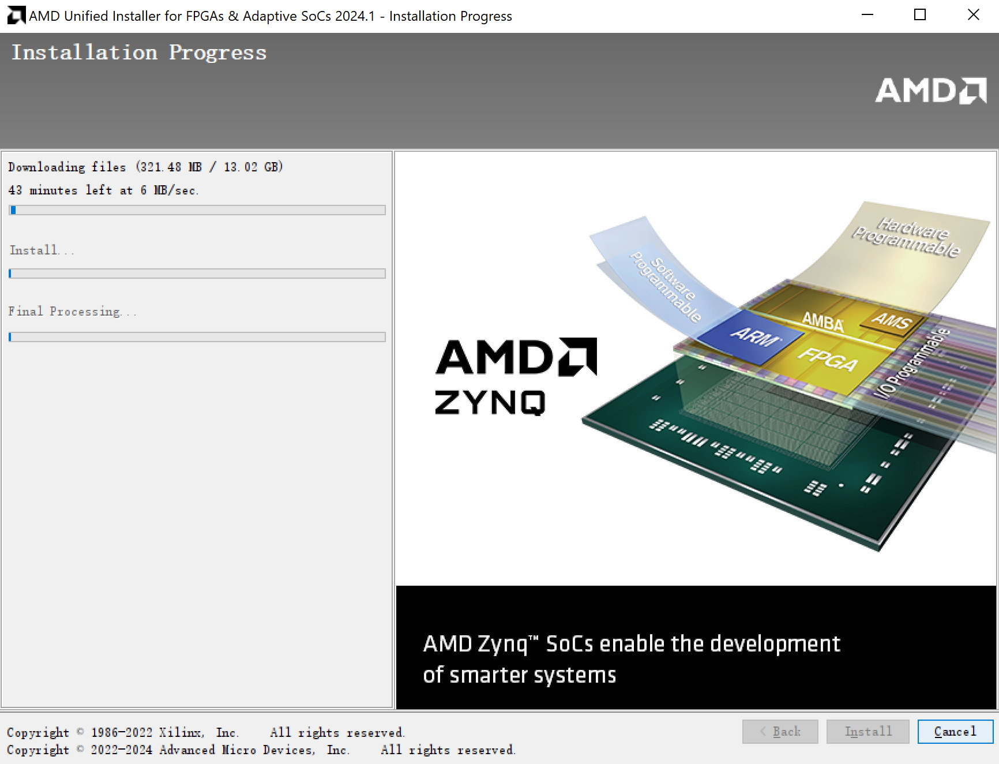 AMD Unified Installer for FPGAs & Adaptive SoCs 2024.1 - Installation Progress
Installation Progress
AMD
Downloading files (321.48 MB / 13.02 GB)
43 minutes left at 6 MB/sec.
Install...
Final Processing...
Hardware
Programmable
Software
Programmable
AMBA
AMS
ARM
FPGA
I/O Programmable
AMD
ZYNQ
AMD Zynq™ SoCs enable the development
of smarter systems
Copyright © 1986-2022 Xilinx, Inc. All rights reserved.
Copyright © 2022-2024 Advanced Micro Devices, Inc. All rights reserved.
< Back
Install
Cancel